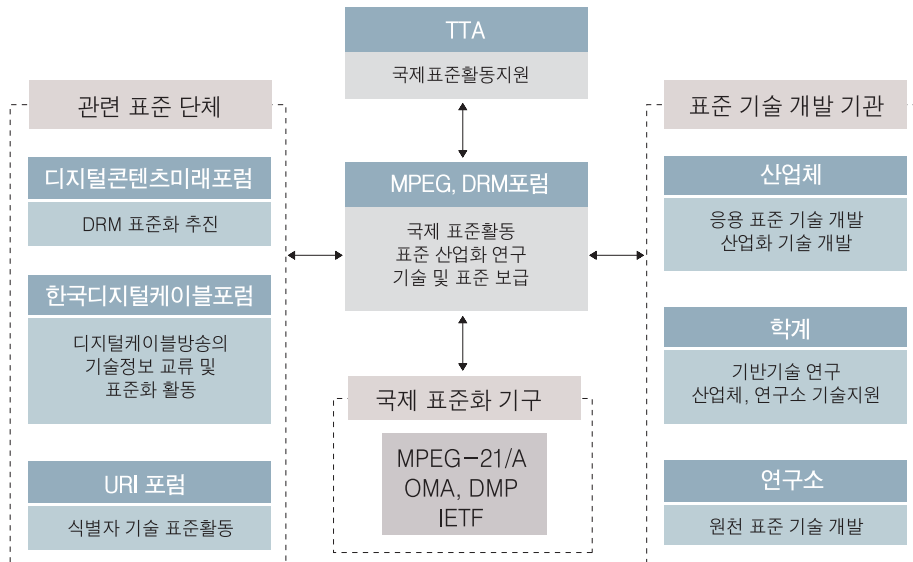 TTA
국제표준활동지원
관련 표준 단체
디지털콘텐츠미래포럼
DRM 표준화 추진
한국디지털케이블포럼
디지털케이블방송의
기술정보 교류 및
표준화 활동
URI 포럼
식별자 기술 표준활동
MPEG, DRM포럼
국제 표준활동
표준 산업화 연구
기술 및 표준 보급
국제 표준화 기구
MPEG-21/A
OMA, DMP
IETF
표준 기술 개발 기관
산업체
응용 표준 기술 개발
산업화 기술 개발
학계
기반기술 연구
산업체, 연구소 기술지원
연구소
원천 표준 기술 개발